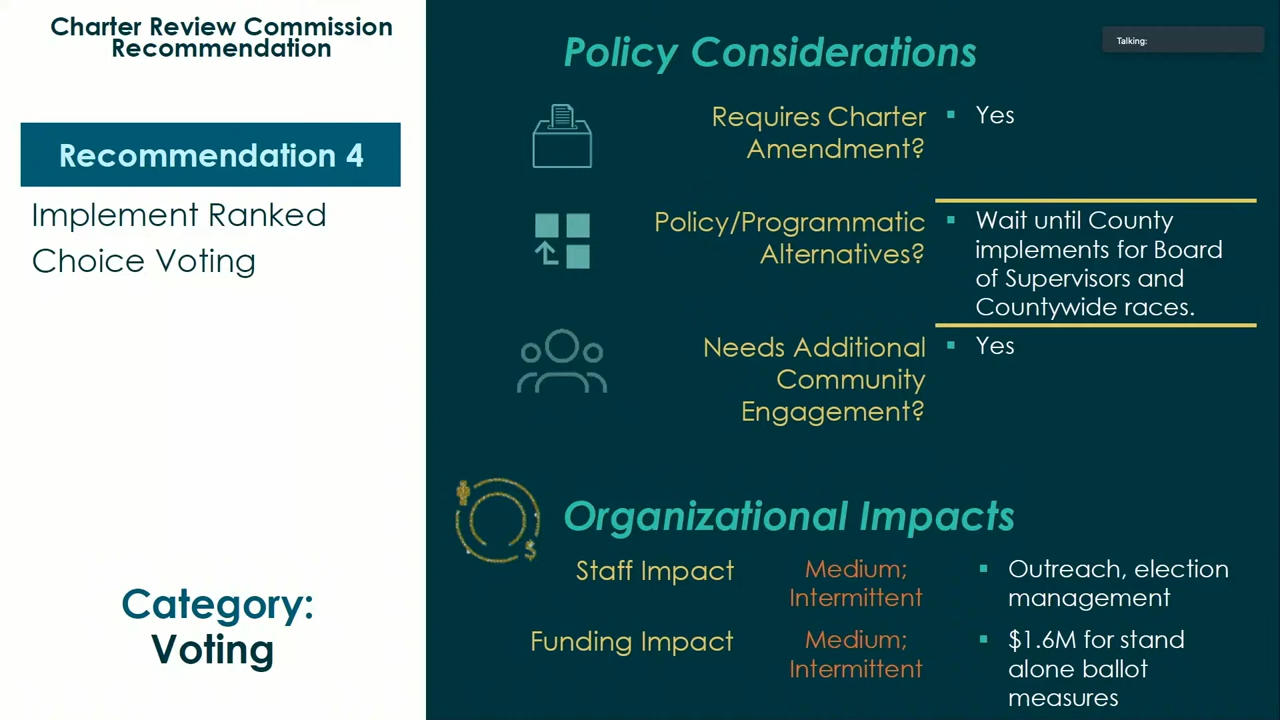 Charter Review Commission
Recommendation
Recommendation 4
Implement Ranked
Choice Voting
Category:
Voting
Policy Considerations
Talking:
Requires Charter
Amendment?
▪ Yes
Policy/Programmatic
Alternatives?
▪ Wait until County
implements for Board
of Supervisors and
Countywide races.
Needs Additional
Community
Engagement?
▪ Yes
Organizational Impacts
Staff Impact
Medium;
Intermittent
▪ Outreach, election
management
Funding Impact
Medium;
Intermittent
▪ $1.6M for stand
alone ballot
measures